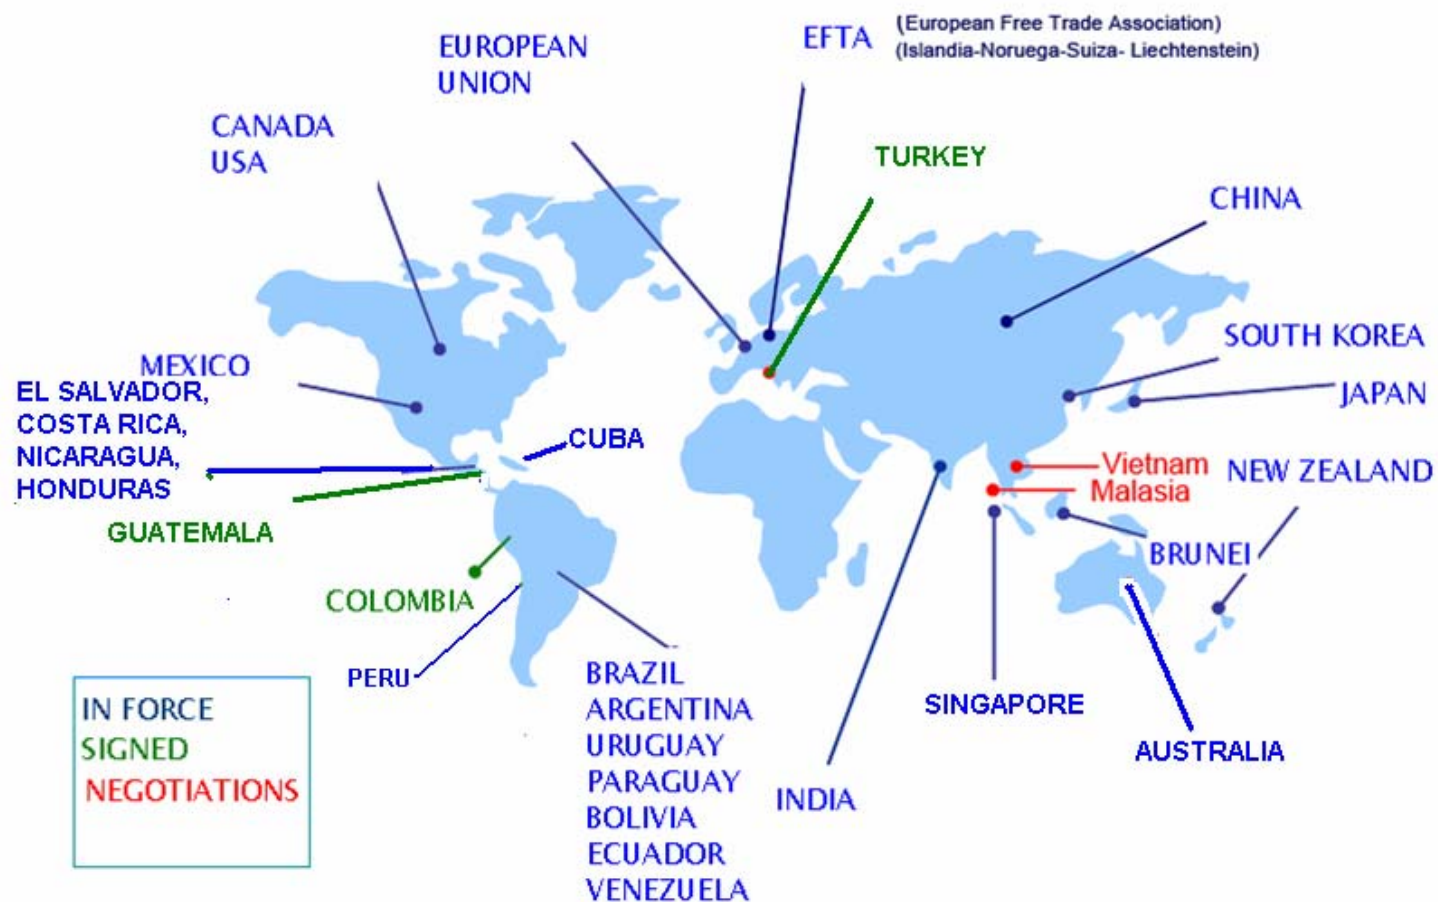 EUROPEAN
UNION
EFTA
(European Free Trade Association)
(Islandia-Noruega-Suiza- Liechtenstein)
CANADA
USA
TURKEY
CHINA
MEXICO
EL SALVADOR,
COSTA RICA,
NICARAGUA,
HONDURAS
GUATEMALA
CUBA
SOUTH KOREA
JAPAN
Vietnam
Malasia
NEW ZEALAND
BRUNEI
COLOMBIA
PERU
BRAZIL
ARGENTINA
URUGUAY
PARAGUAY
BOLIVIA
ECUADOR
VENEZUELA
INDIA
SINGAPORE
AUSTRALIA
IN FORCE
SIGNED
NEGOTIATIONS